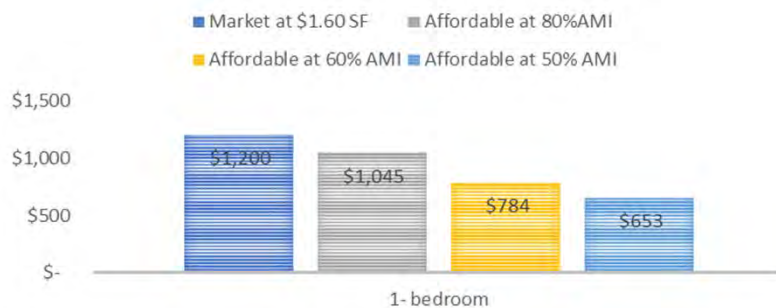 Market at $1.60 SF Affordable at 80%AMI
Affordable at 60% AMI Affordable at 50% AMI
$1,500
$1,000
$500
$-
$1,200
$1,045
$784
$653
1- bedroom